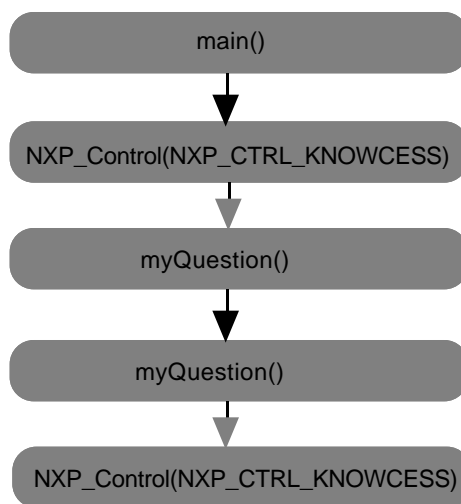 main()
NXP_Control(NXP_CTRL_KNOWCESS)
myQuestion()
myQuestion()
NXP_Control(NXP_CTRL_KNOWCESS)